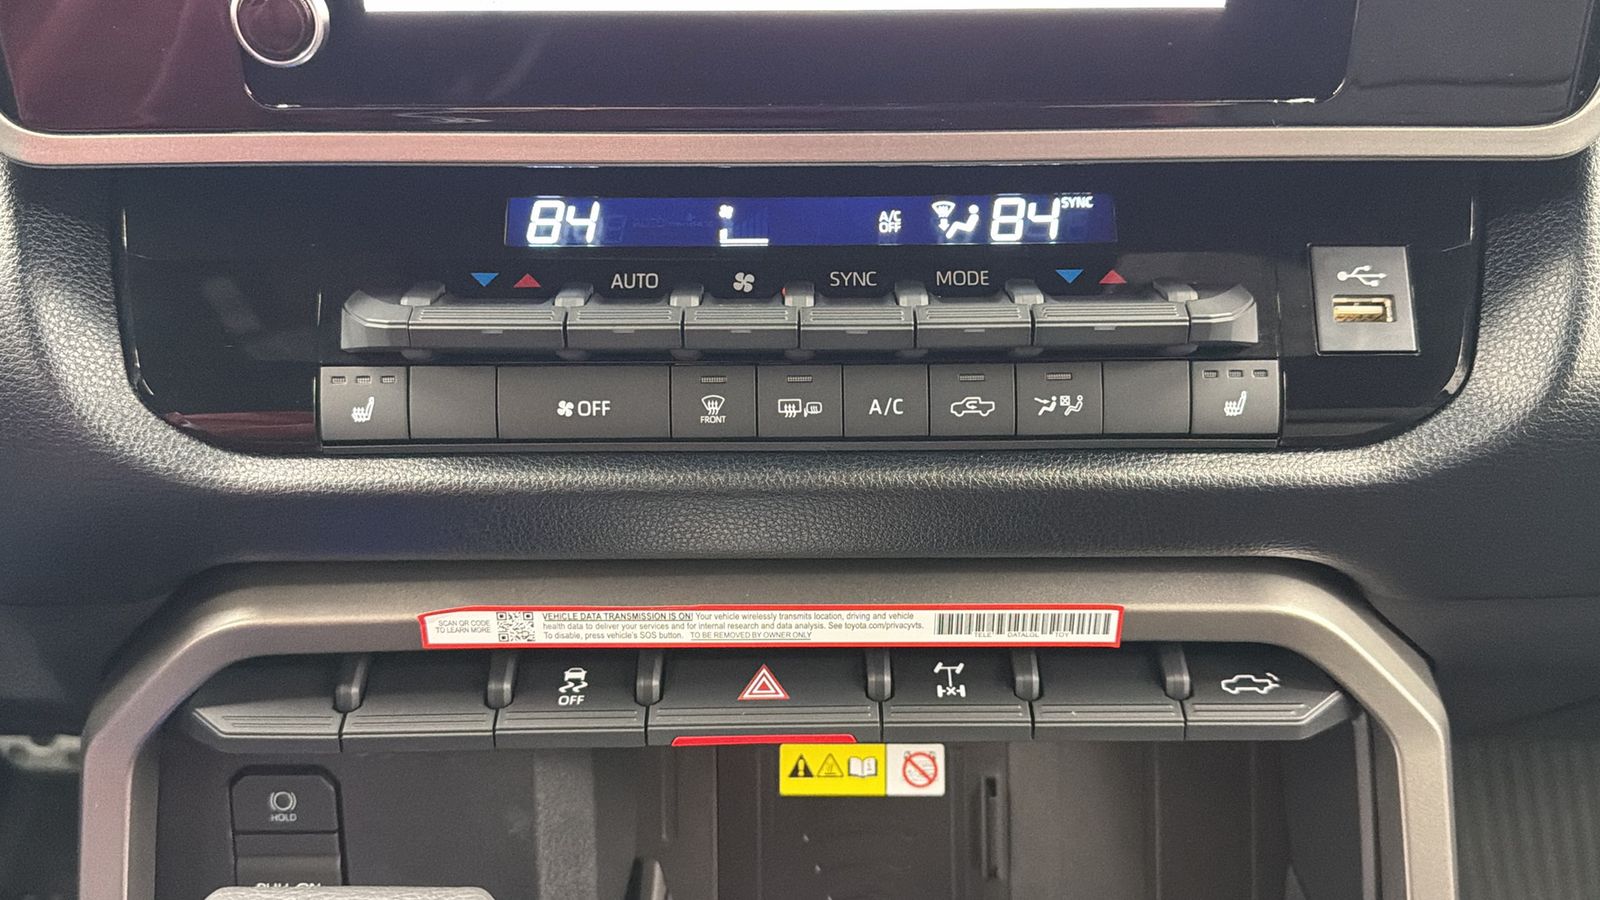 84
A/C
OFF
84
SYNC
AUTO
SYNC
MODE
OFF
FRONT
A/C
SCAN QR CODE
TO LEARN MORE
VEHICLE DATA TRANSMISSION IS ON! Your vehicle wirelessly transmits location, driving and vehicle
health data to deliver your services and for internal research and data analysis. See toyota.com/privacyvts.
To disable, press vehicle's SOS button. TO BE REMOVED BY OWNER ONLY
TELE DATALGL TOY
OFF
HOLD